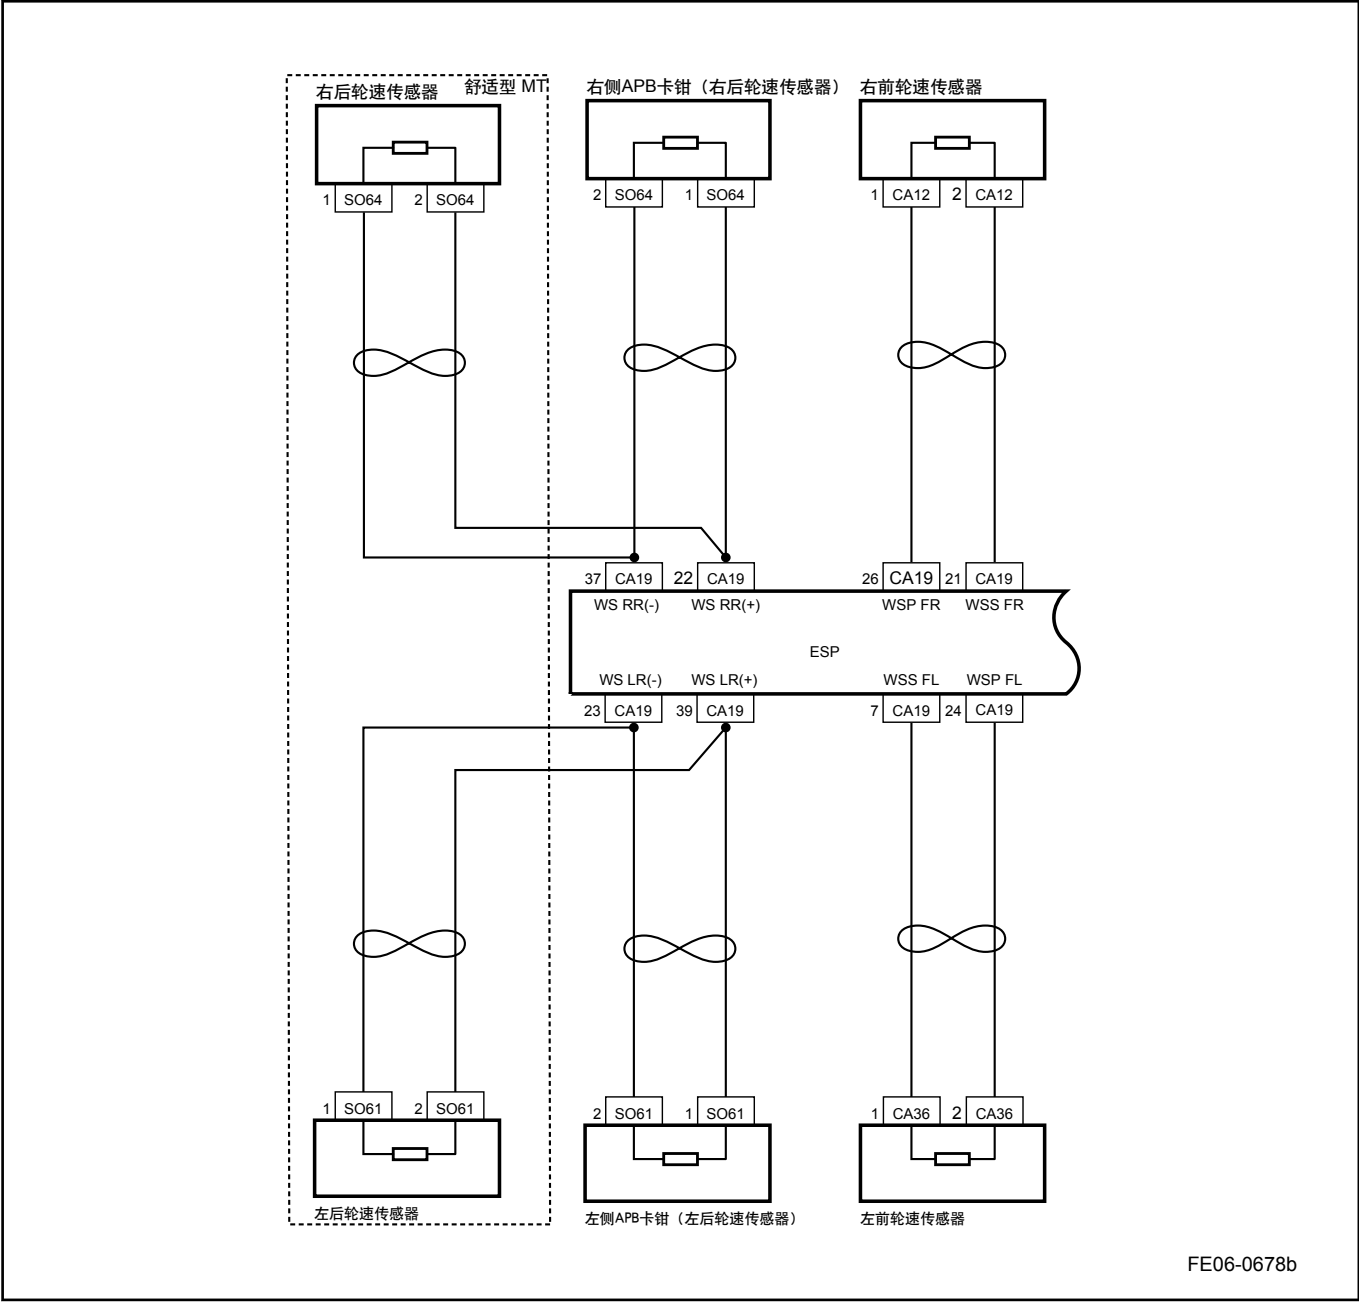 舒适型 MT
右后轮速传感器
右侧APB卡钳（右后轮速传感器）
右前轮速传感器
1 SO64 2 SO64
2 SO64 1 SO64
1 CA12 2 CA12
37 CA19 22 CA19 26 CA19 21 CA19
WS RR(-) WS RR(+) WSP FR WSS FR
ESP
WS LR(-) WS LR(+) WSS FL WSP FL
23 CA19 39 CA19 7 CA19 24 CA19
1 SO61 2 SO61
2 SO61 1 SO61
1 CA36 2 CA36
左后轮速传感器
左侧APB卡钳（左后轮速传感器）
左前轮速传感器
FE06-0678b